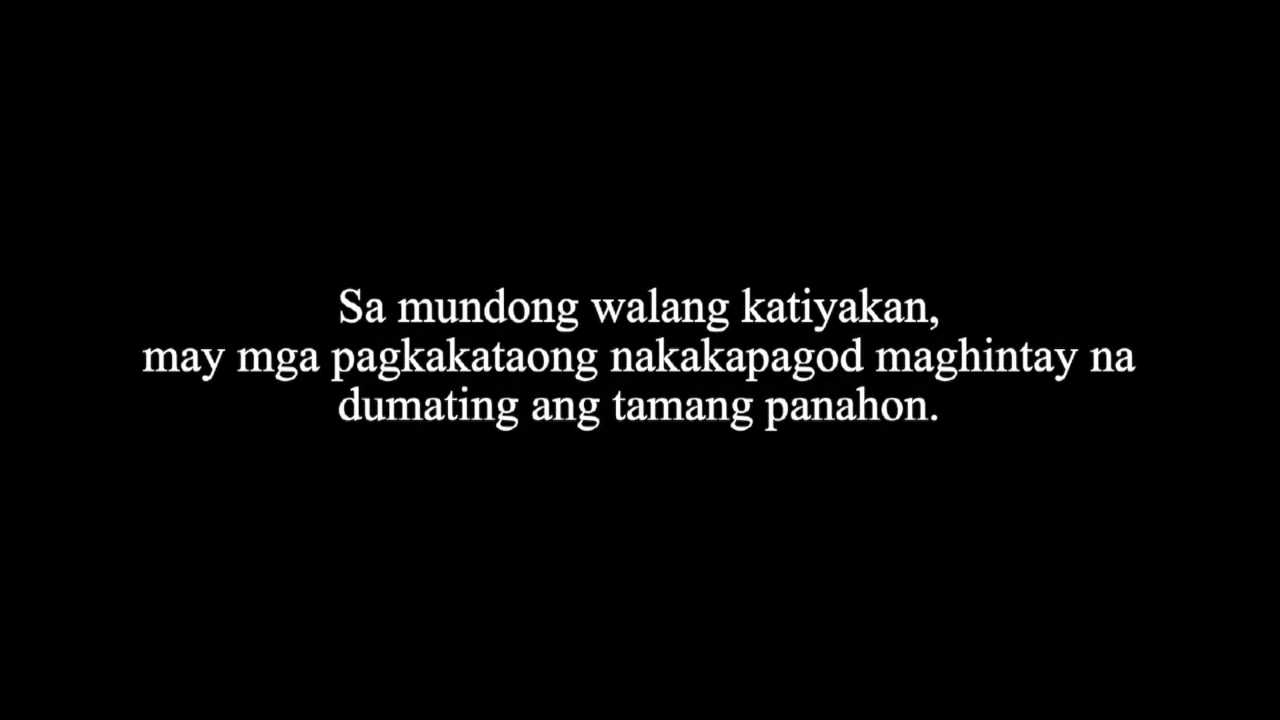 Sa mundong walang katiyakan,
may mga pagkakataong nakakapagod maghintay na
dumating ang tamang panahon.